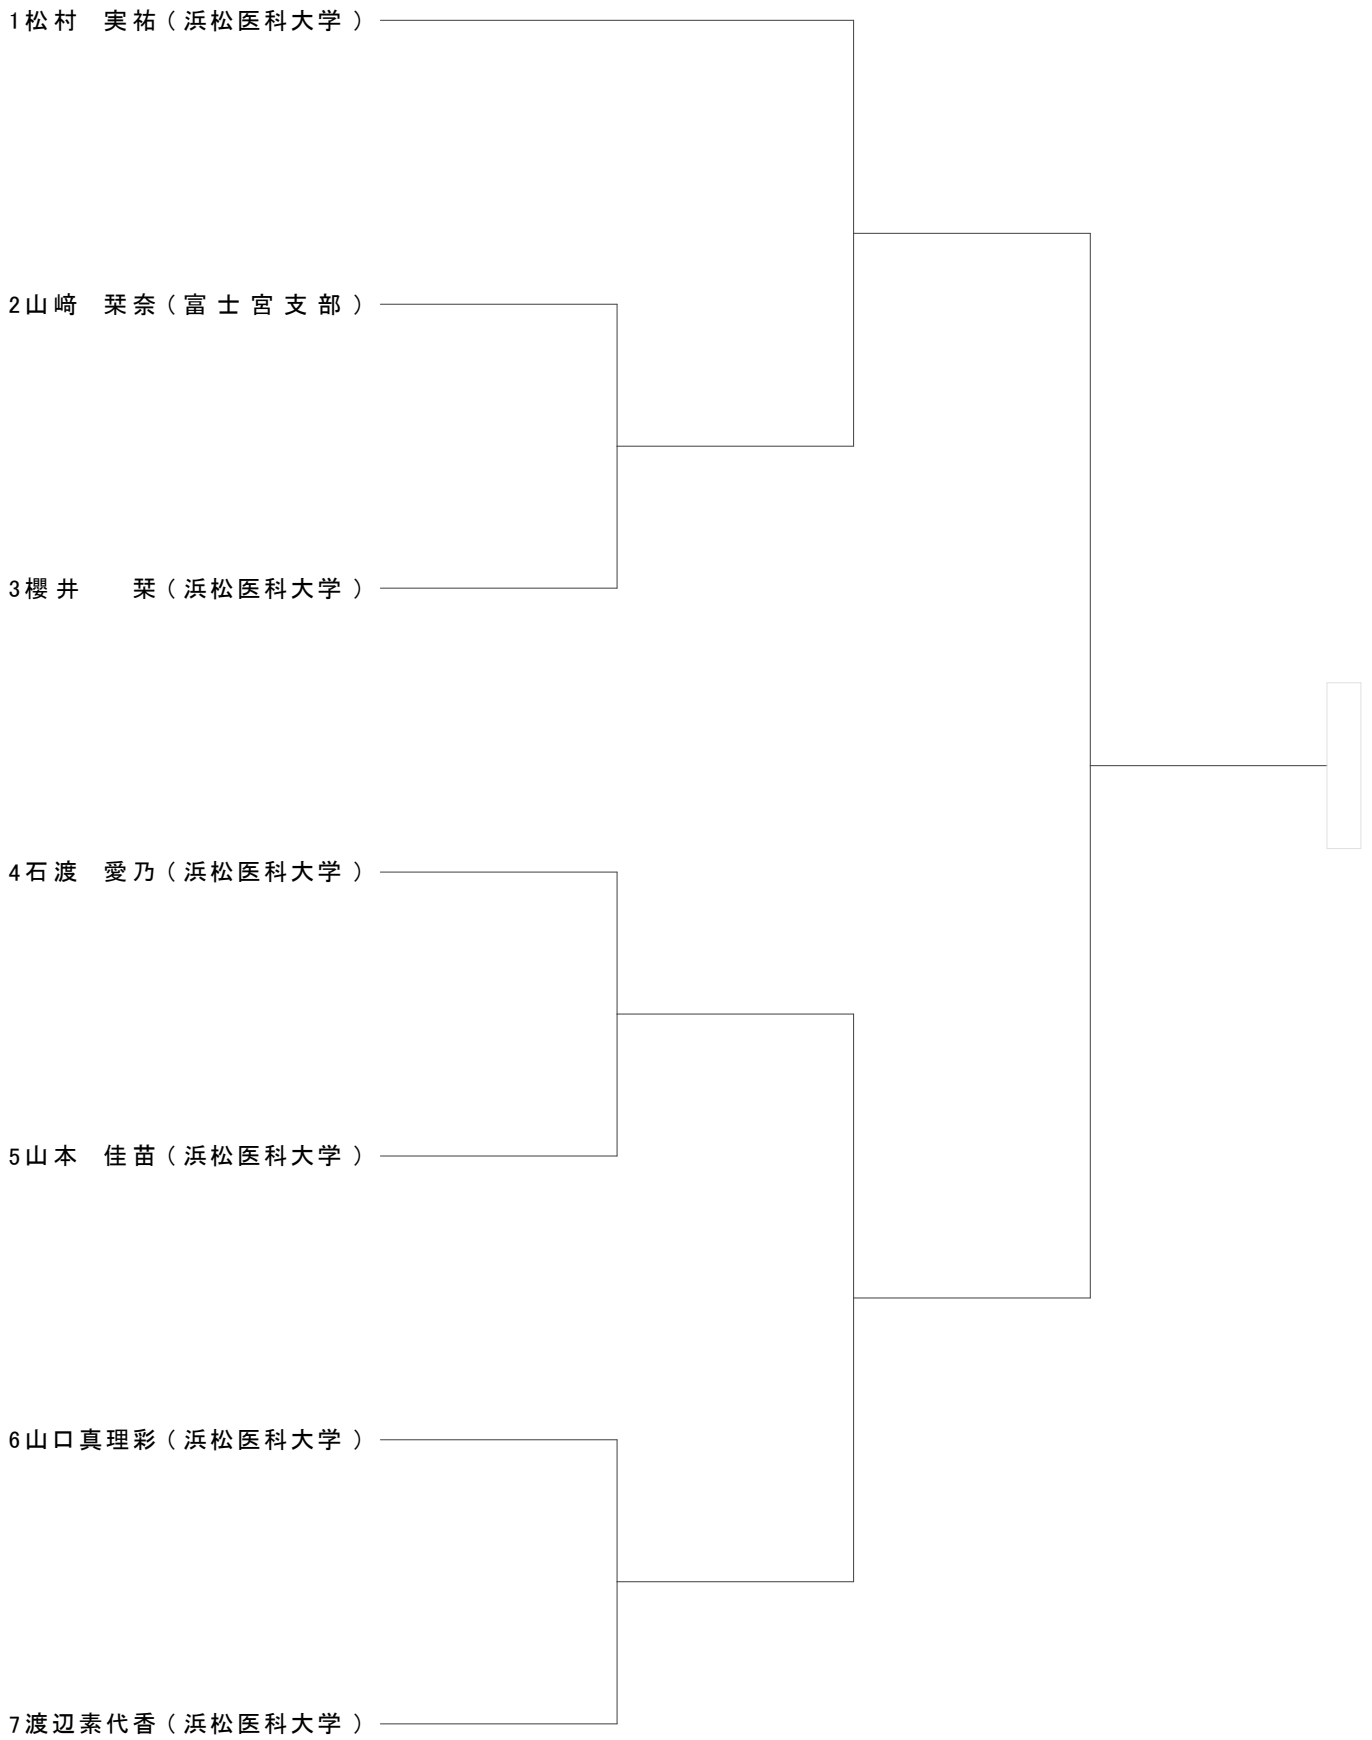 1松村　実祐（浜松医科大学）
2山﨑　栞奈（富士宮支部）
3櫻井　　栞（浜松医科大学）
4石渡　愛乃（浜松医科大学）
5山本　佳苗（浜松医科大学）
6山口真理彩（浜松医科大学）
7渡辺素代香（浜松医科大学）